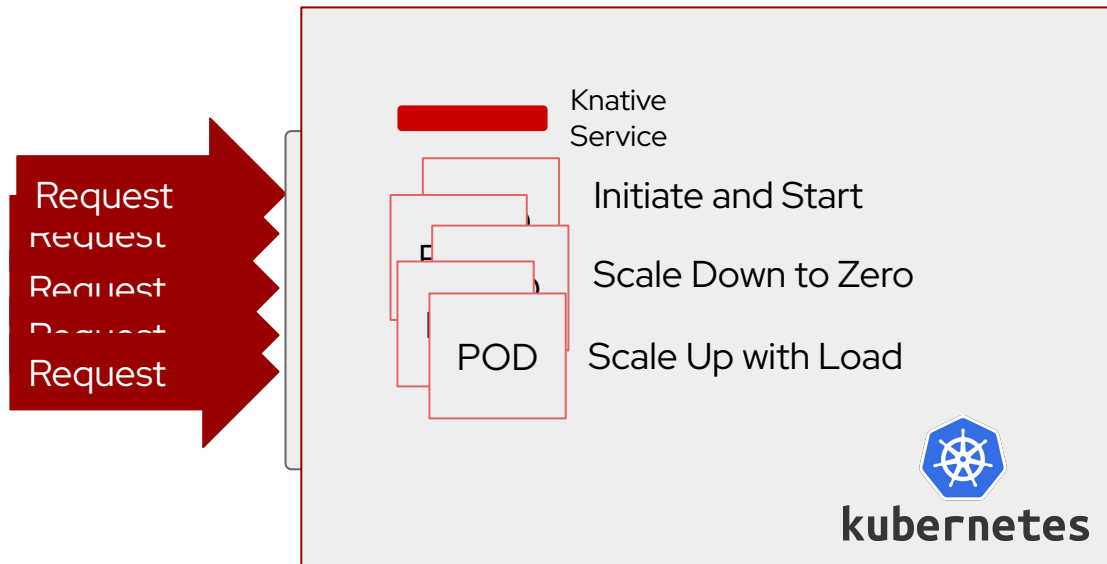 Knative
Service
Request
Initiate and Start
Request
Scale Down to Zero
Request
Request
POD
Scale Up with Load
Request
kubernetes